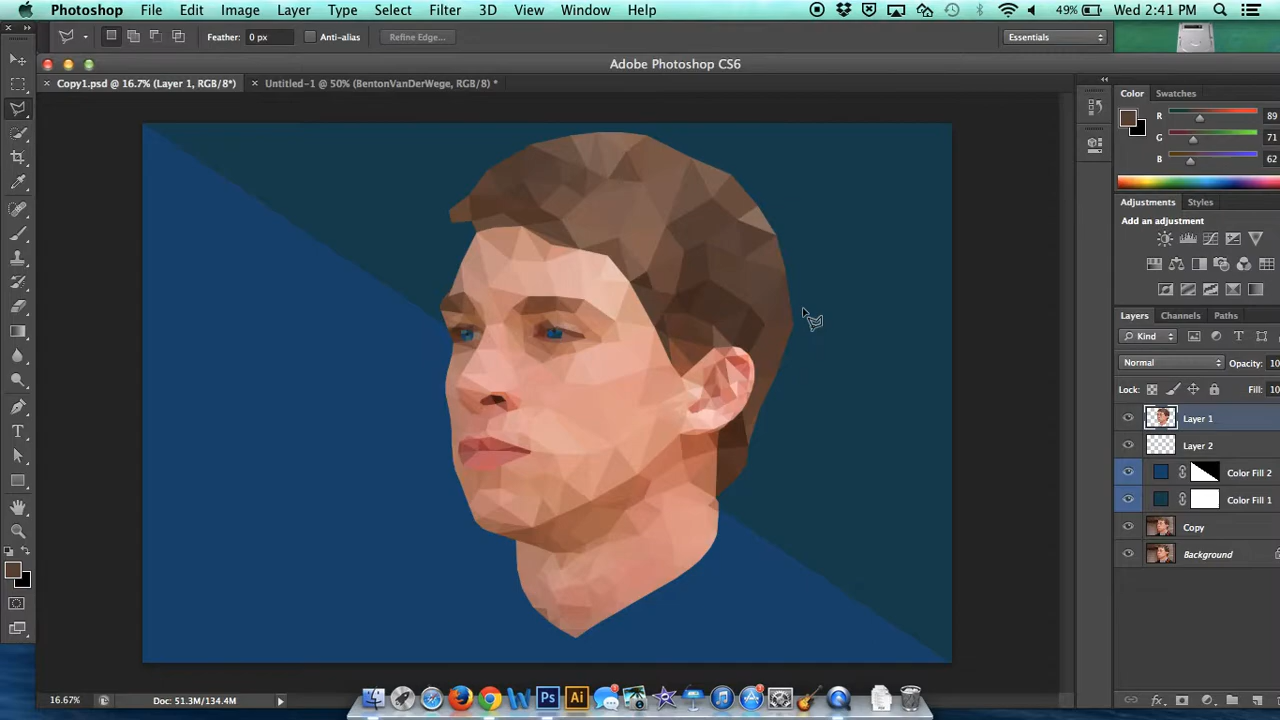 Photoshop File Edit Image Layer Type Select Filter 3D View Window Help 49% Wed 2:41 PM
Feather: 0 px Anti-alias Refine Edge... Essentials
Adobe Photoshop CS6
Copy1.psd @ 16.7% (Layer 1, RGB/8*) Untitled-1 @ 50% (BentonVanDerWege, RGB/8) *
Color Swatches
R 89
G 71
B 62
Adjustments Styles
Add an adjustment
Layers Channels Paths
Kind
Normal Opacity: 10
Lock: Fill: 10
Layer 1
Layer 2
Color Fill 2
Color Fill 1
Copy
Background
16.67% Doc: 51.3M/134.4M
Ps Ai